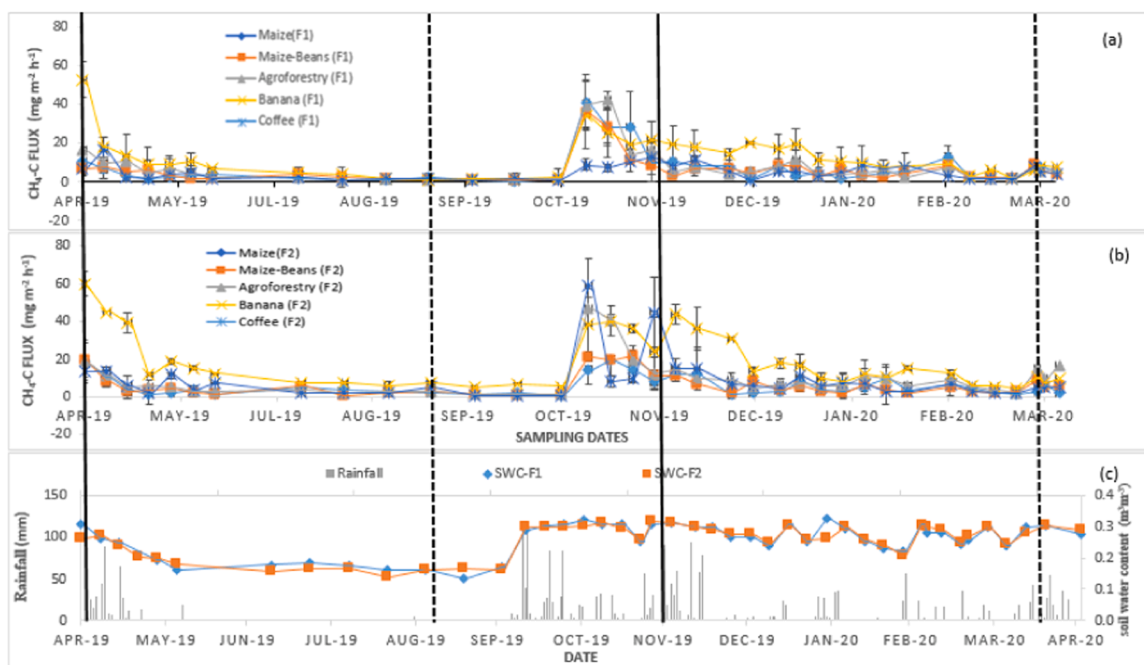 (a)
80
60
40
20
0
-20
CH₄-C FLUX (mg m⁻² h⁻¹)
Maize(F1)
Maize-Beans (F1)
Agroforestry (F1)
Banana (F1)
Coffee (F1)
APR-19 MAY-19 JUL-19 AUG-19 SEP-19 OCT-19 NOV-19 DEC-19 JAN-20 FEB-20 MAR-20
(b)
80
60
40
20
0
-20
CH₄-C FLUX (mg m⁻² h⁻¹)
Maize(F2)
Maize-Beans (F2)
Agroforestry (F2)
Banana (F2)
Coffee (F2)
APR-19 MAY-19 JUL-19 AUG-19 SEP-19 OCT-19 NOV-19 DEC-19 JAN-20 FEB-20 MAR-20
SAMPLING DATES
Rainfall SWC-F1 SWC-F2 (c)
150
100
50
0
Rainfall (mm)
0.4
0.3
0.2
0.1
0.0
soil water content (m³m⁻³)
APR-19 MAY-19 JUN-19 JUL-19 AUG-19 SEP-19 OCT-19 NOV-19 DEC-19 JAN-20 FEB-20 MAR-20 APR-20
DATE